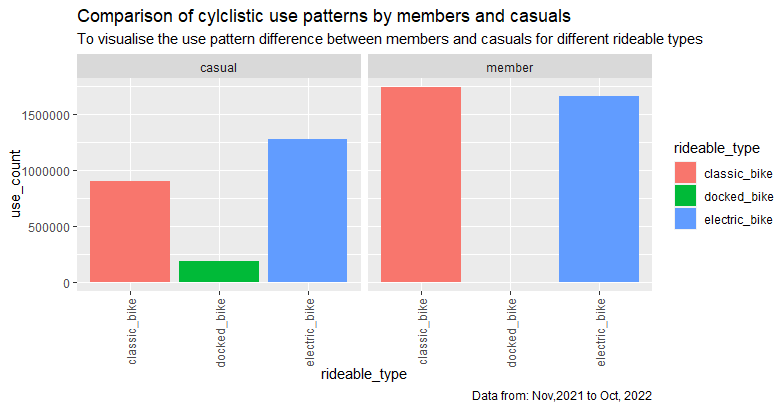 Comparison of cylclistic use patterns by members and casuals
To visualise the use pattern difference between members and casuals for different rideable types
casual
member
use_count
1500000
1000000
500000
0
classic_bike
docked_bike
electric_bike
classic_bike
docked_bike
electric_bike
rideable_type
rideable_type
classic_bike
docked_bike
electric_bike
Data from: Nov,2021 to Oct, 2022